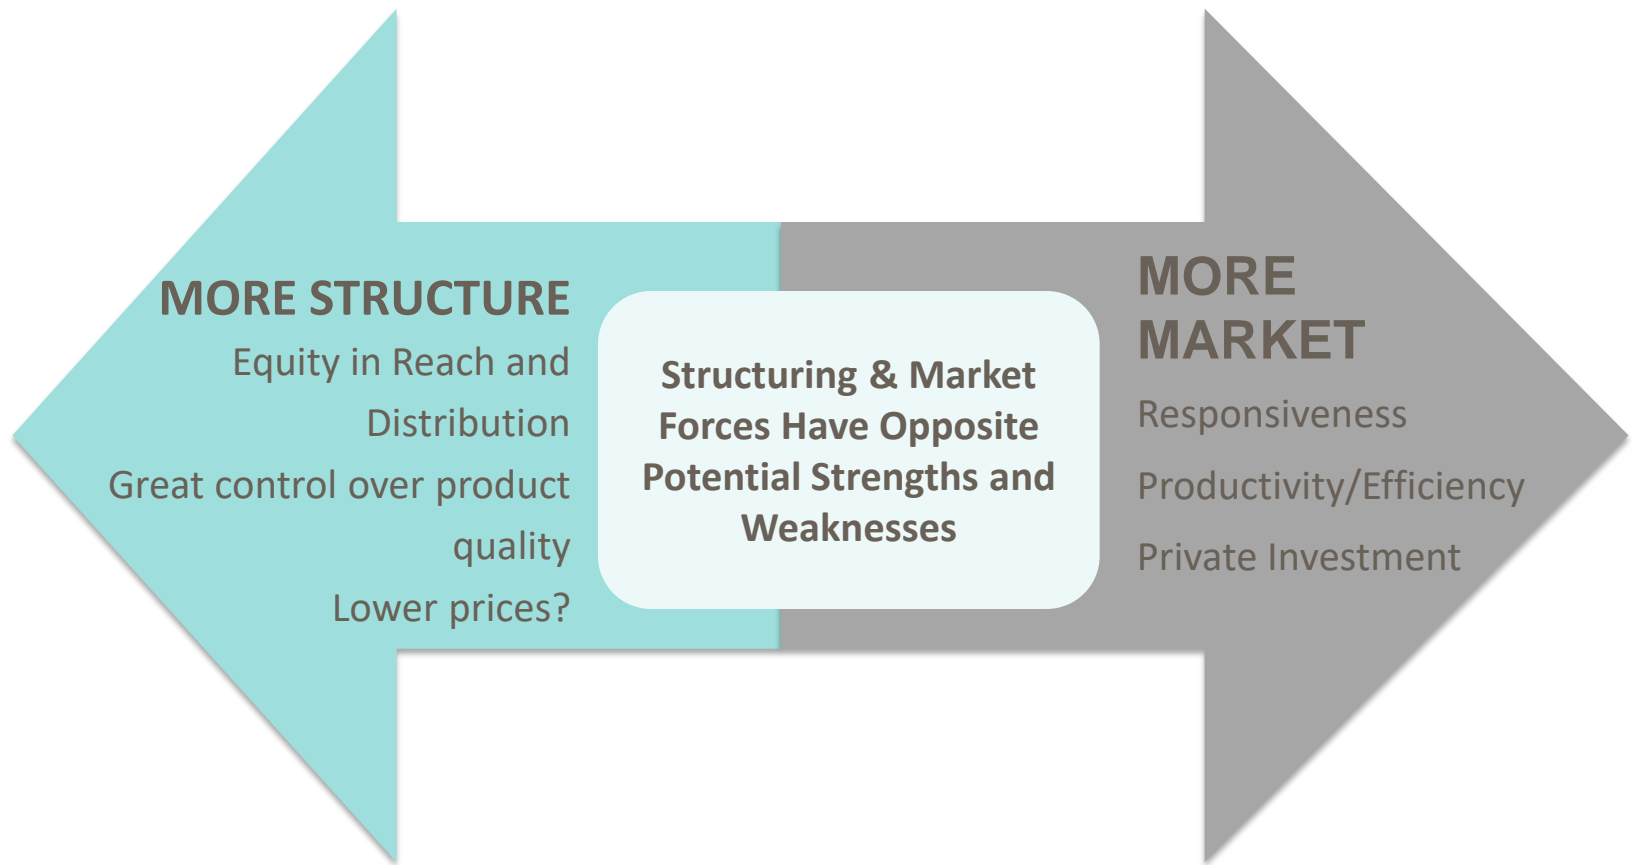 MORE STRUCTURE
Equity in Reach and
Distribution
Great control over product
quality
Lower prices?
Structuring & Market
Forces Have Opposite
Potential Strengths and
Weaknesses
MORE
MARKET
Responsiveness
Productivity/Efficiency
Private Investment